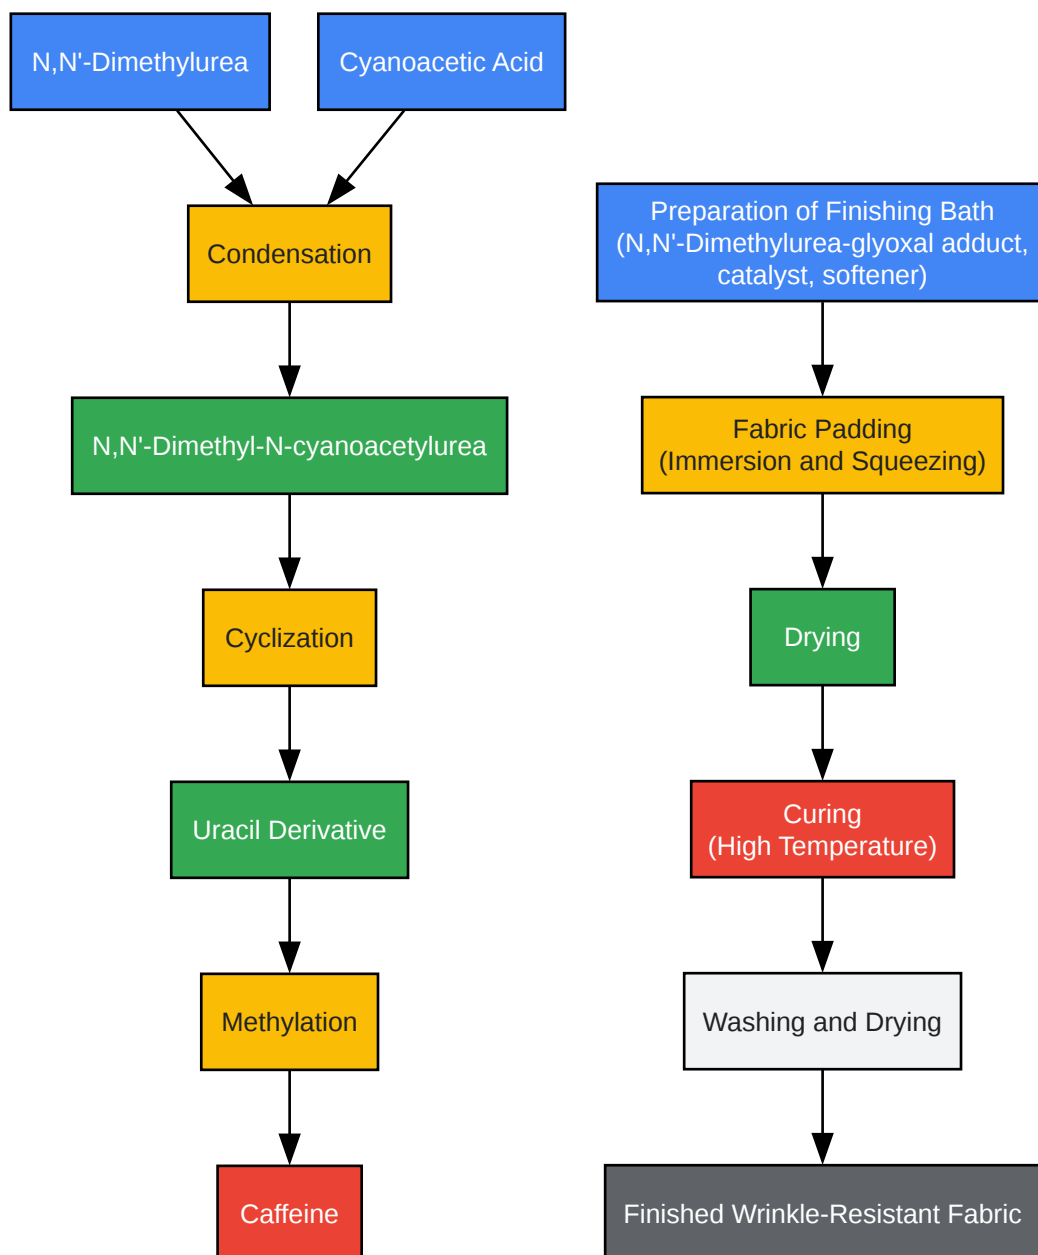 N,N'-Dimethylurea
Cyanoacetic Acid
Condensation
N,N'-Dimethyl-N-cyanoacetylurea
Cyclization
Uracil Derivative
Methylation
Caffeine
Preparation of Finishing Bath
(N,N'-Dimethylurea-glyoxal adduct,
catalyst, softener)
Fabric Padding
(Immersion and Squeezing)
Drying
Curing
(High Temperature)
Washing and Drying
Finished Wrinkle-Resistant Fabric